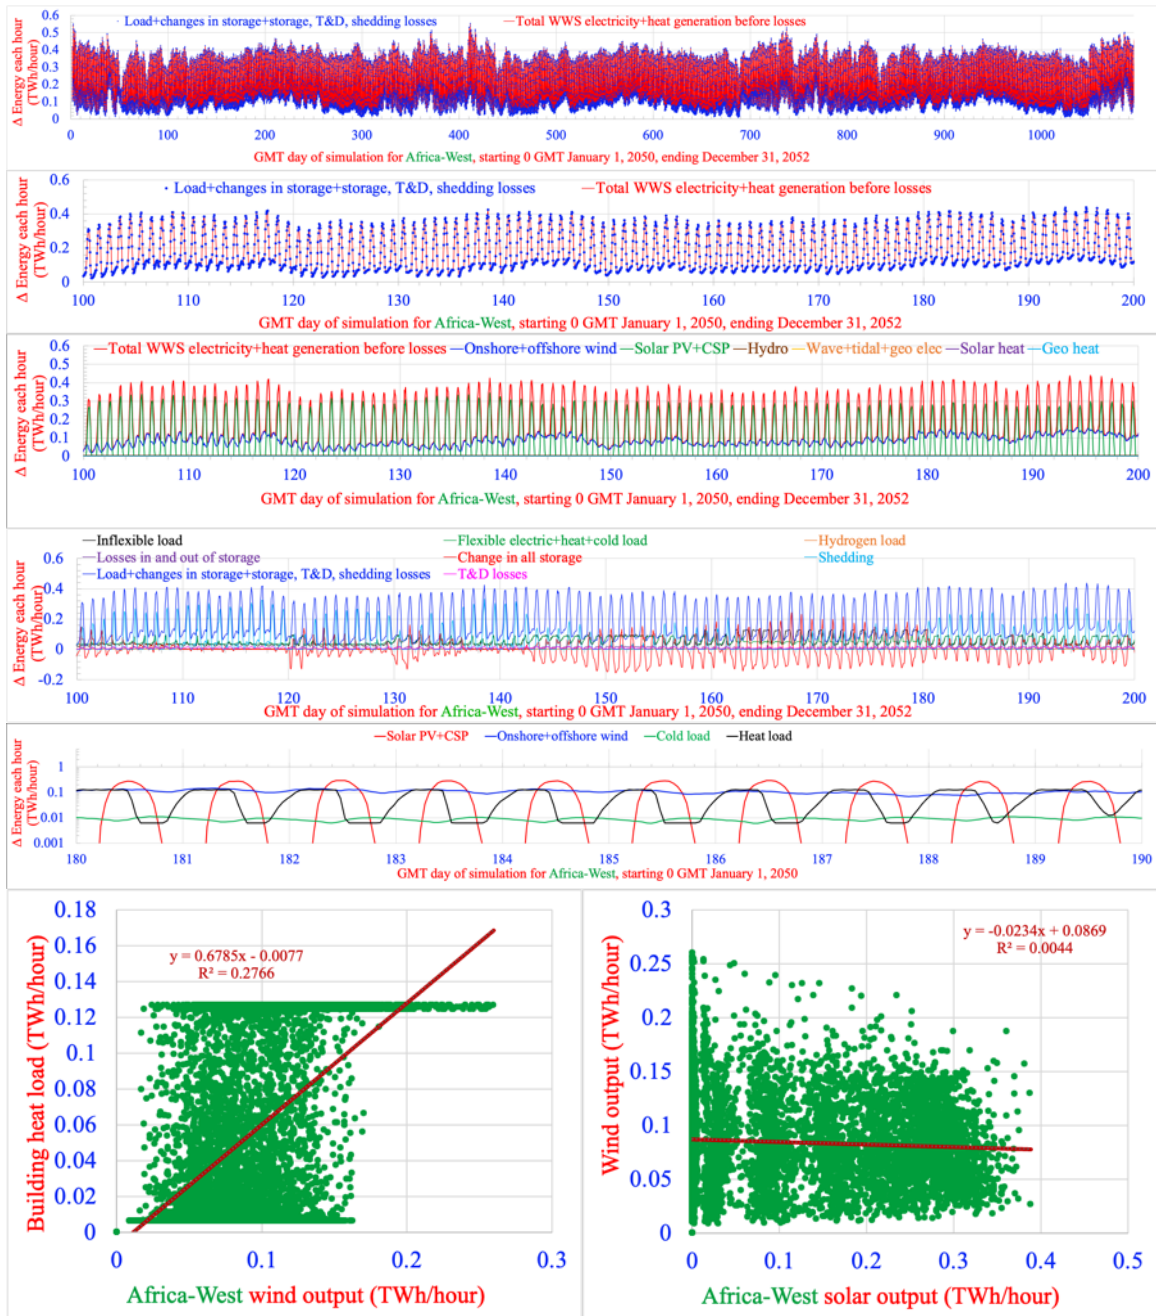 Load+changes in storage+storage, T&D, shedding losses
Total WWS electricity+heat generation before losses
Δ Energy each hour
(TWh/hour)
0.6
0.5
0.4
0.3
0.2
0.1
0
0 100 200 300 400 500 600 700 800 900 1000
GMT day of simulation for Africa-West, starting 0 GMT January 1, 2050, ending December 31, 2052
Load+changes in storage+storage, T&D, shedding losses
Total WWS electricity+heat generation before losses
Δ Energy each hour
(TWh/hour)
0.6
0.4
0.2
0
100 110 120 130 140 150 160 170 180 190 200
GMT day of simulation for Africa-West, starting 0 GMT January 1, 2050, ending December 31, 2052
Total WWS electricity+heat generation before losses Onshore+offshore wind Solar PV+CSP Hydro Wave+tidal+geo elec Solar heat Geo heat
Δ Energy each hour
(TWh/hour)
0.6
0.5
0.4
0.3
0.2
0.1
0
100 110 120 130 140 150 160 170 180 190 200
GMT day of simulation for Africa-West, starting 0 GMT January 1, 2050, ending December 31, 2052
Inflexible load Flexible electric+heat+cold load Hydrogen load
Losses in and out of storage Change in all storage Shedding
Load+changes in storage+storage, T&D, shedding losses T&D losses
Δ Energy each hour
(TWh/hour)
0.6
0.4
0.2
0
-0.2
100 110 120 130 140 150 160 170 180 190 200
GMT day of simulation for Africa-West, starting 0 GMT January 1, 2050, ending December 31, 2052
Solar PV+CSP Onshore+offshore wind Cold load Heat load
Δ Energy each hour
(TWh/hour)
1
0.1
0.01
0.001
180 181 182 183 184 185 186 187 188 189 190
GMT day of simulation for Africa-West, starting 0 GMT January 1, 2050
Building heat load (TWh/hour)
0.18
0.16
0.14
0.12
0.1
0.08
0.06
0.04
0.02
0
y = 0.6785x - 0.0077
R² = 0.2766
0 0.1 0.2 0.3
Africa-West wind output (TWh/hour)
Wind output (TWh/hour)
0.3
0.25
0.2
0.15
0.1
0.05
0
y = -0.0234x + 0.0869
R² = 0.0044
0 0.1 0.2 0.3 0.4 0.5
Africa-West solar output (TWh/hour)